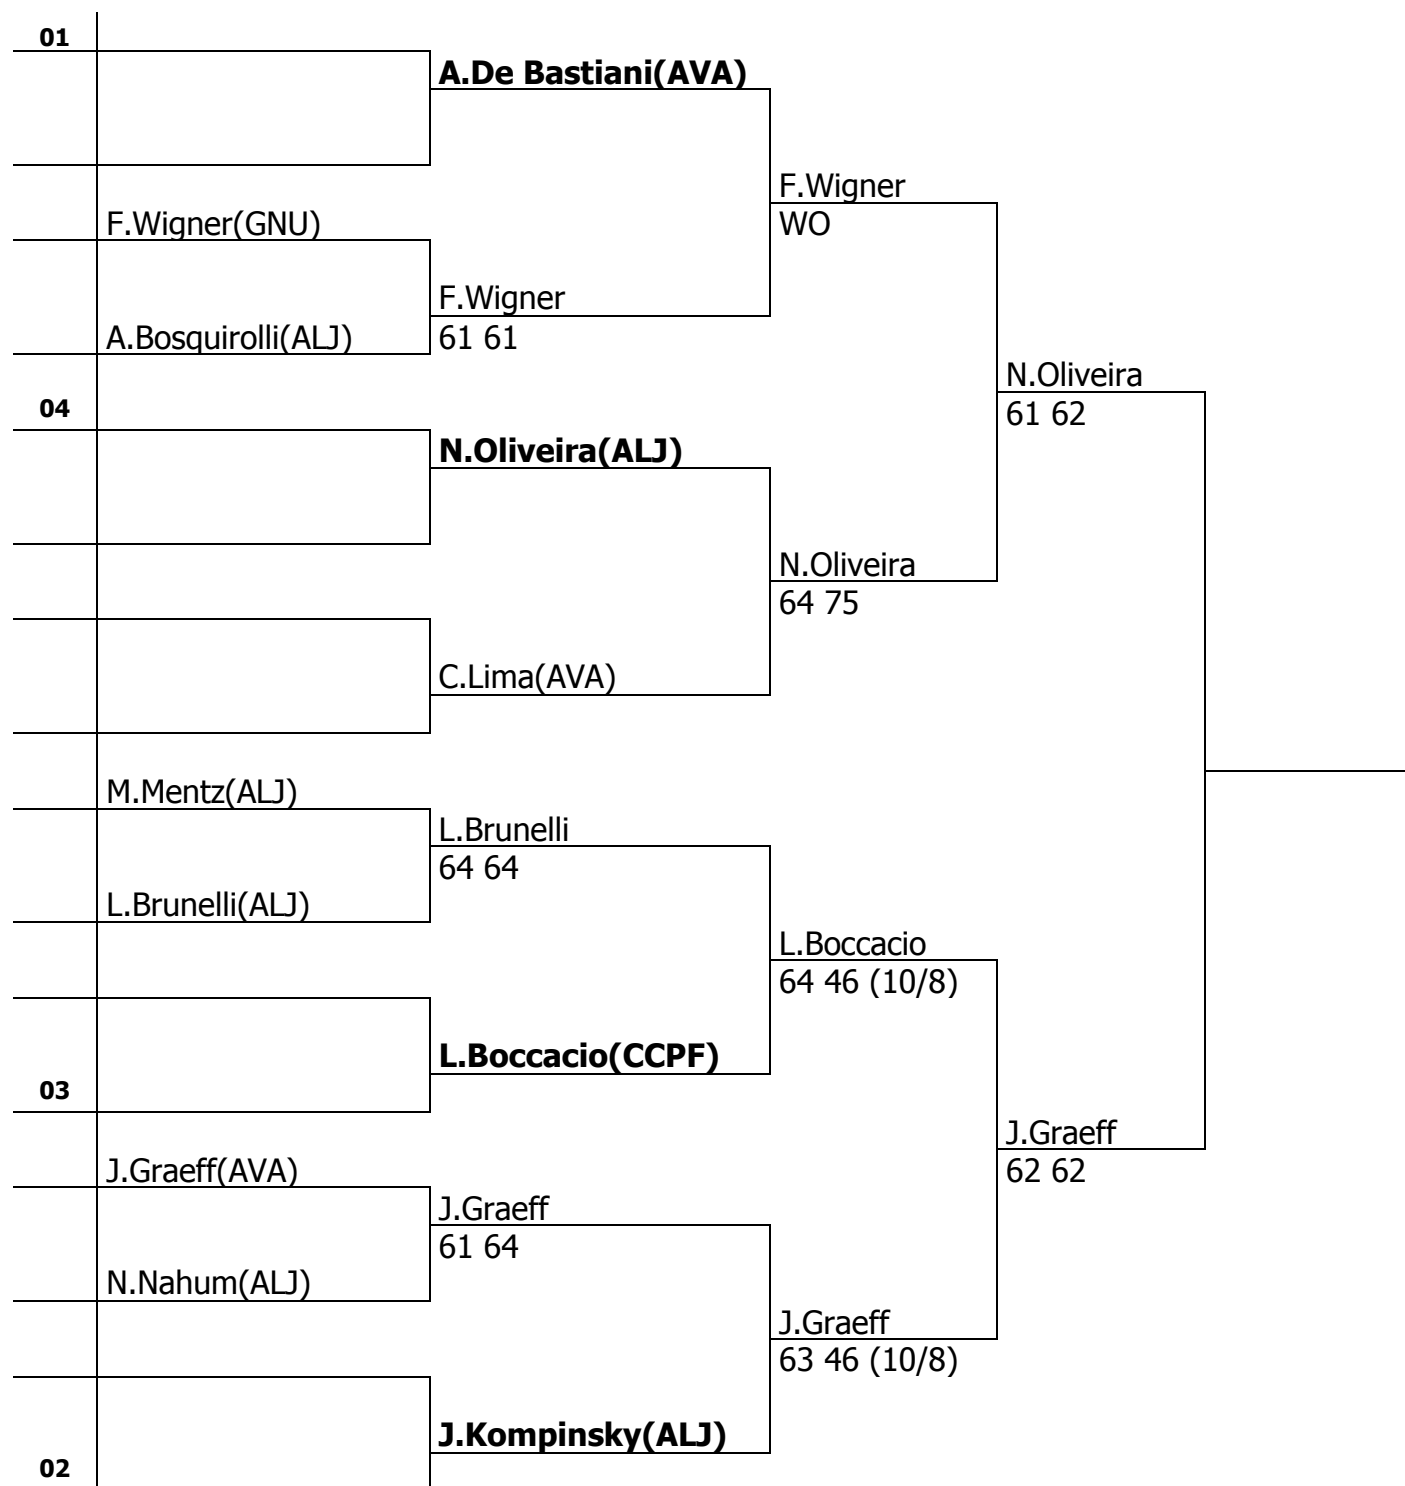 01
A.De Bastiani(AVA)
F.Wigner
WO
F.Wigner(GNU)
F.Wigner
61 61
A.Bosquirolli(ALJ)
N.Oliveira
61 62
04
N.Oliveira(ALJ)
N.Oliveira
64 75
C.Lima(AVA)
M.Mentz(ALJ)
L.Brunelli
64 64
L.Brunelli(ALJ)
L.Boccacio
64 46 (10/8)
L.Boccacio(CCPF)
03
J.Graeff
62 62
J.Graeff(AVA)
J.Graeff
61 64
N.Nahum(ALJ)
J.Graeff
63 46 (10/8)
J.Kompinsky(ALJ)
02